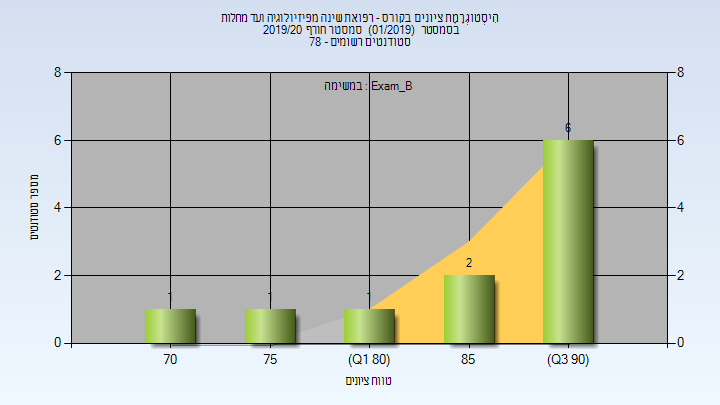 היסטוגרמת ציונים בקורס - רפואת שינה מפיזיולוגיה ועד מחלות
בסמסטר (01/2019) סמסטר חורף 2019/20
סטודנטים רשומים - 78
במשימה : Exam_B
8 8
6 6
6
מספר סטודנטים
4 4
2
2 2
1 1 1
0 0
70 75 (Q1 80) 85 (Q3 90)
טווח ציונים